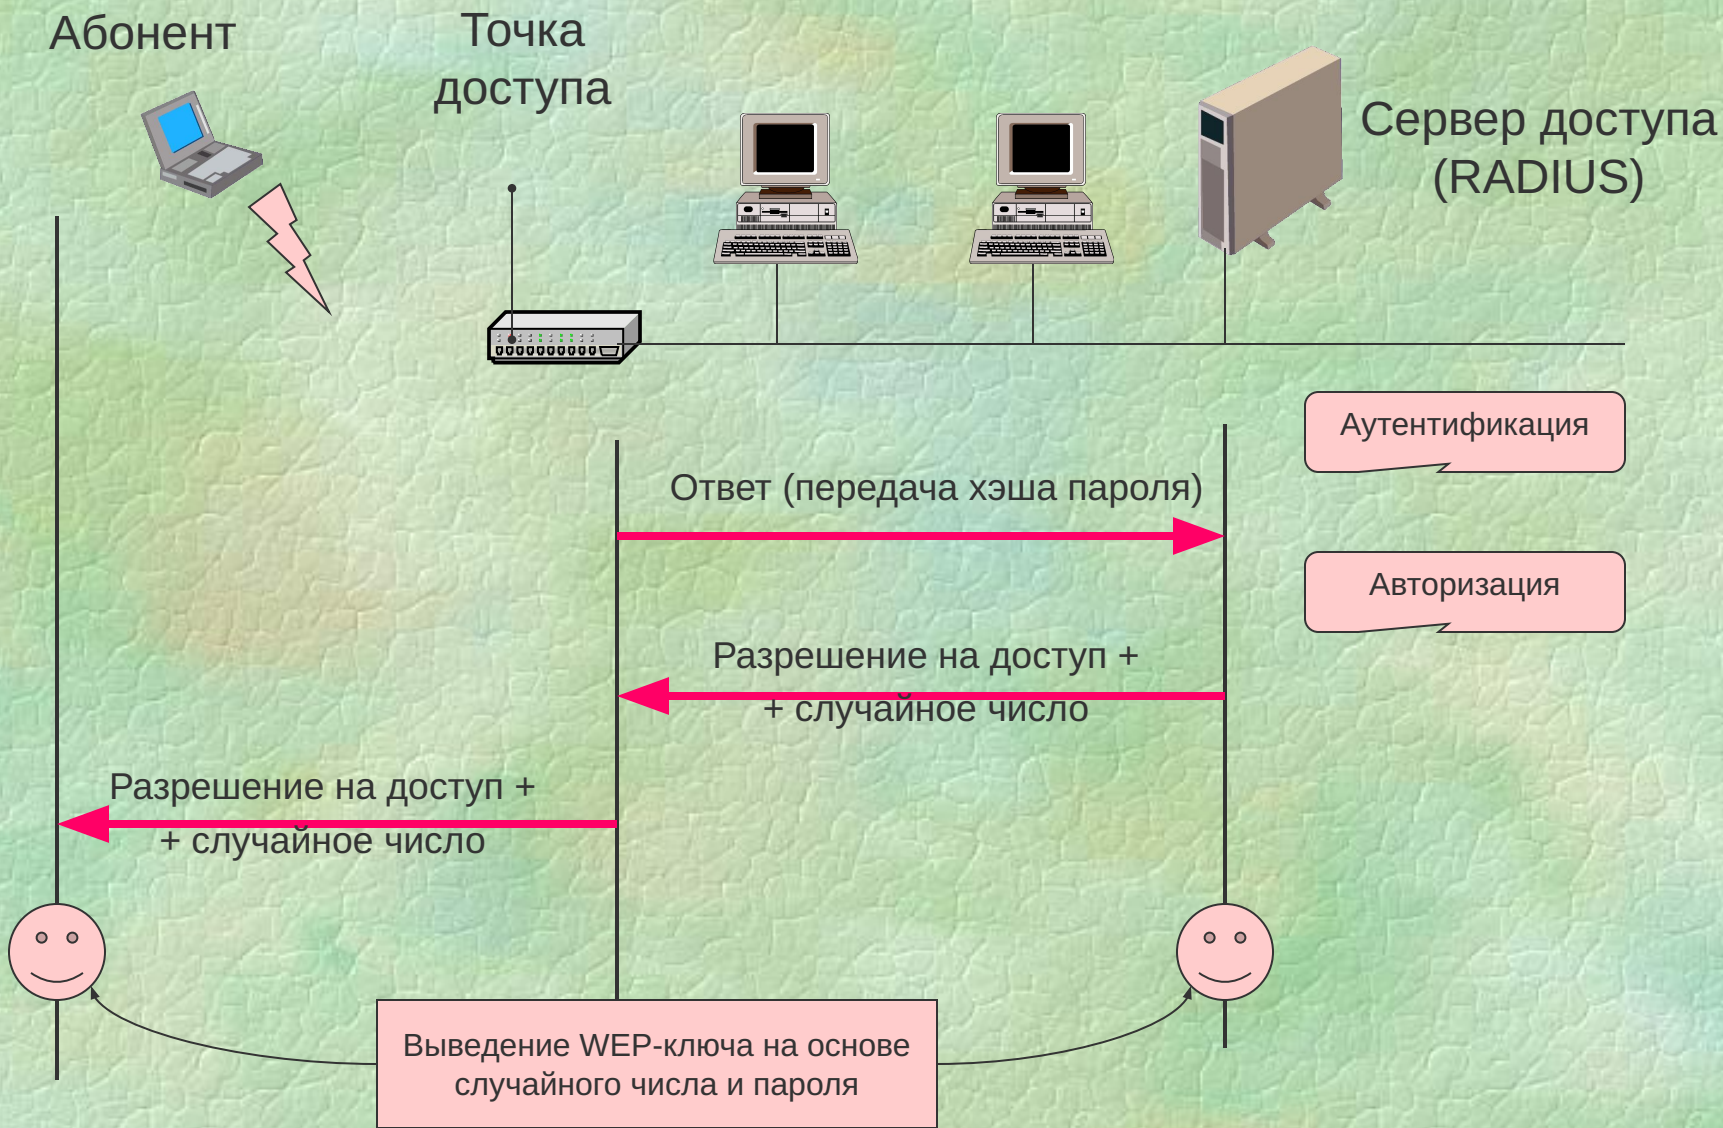 Абонент
Точка
доступа
Сервер доступа
(RADIUS)
Аутентификация
Ответ (передача хэша пароля)
Авторизация
Разрешение на доступ +
+ случайное число
Разрешение на доступ +
+ случайное число
Выведение WEP-ключа на основе
случайного числа и пароля